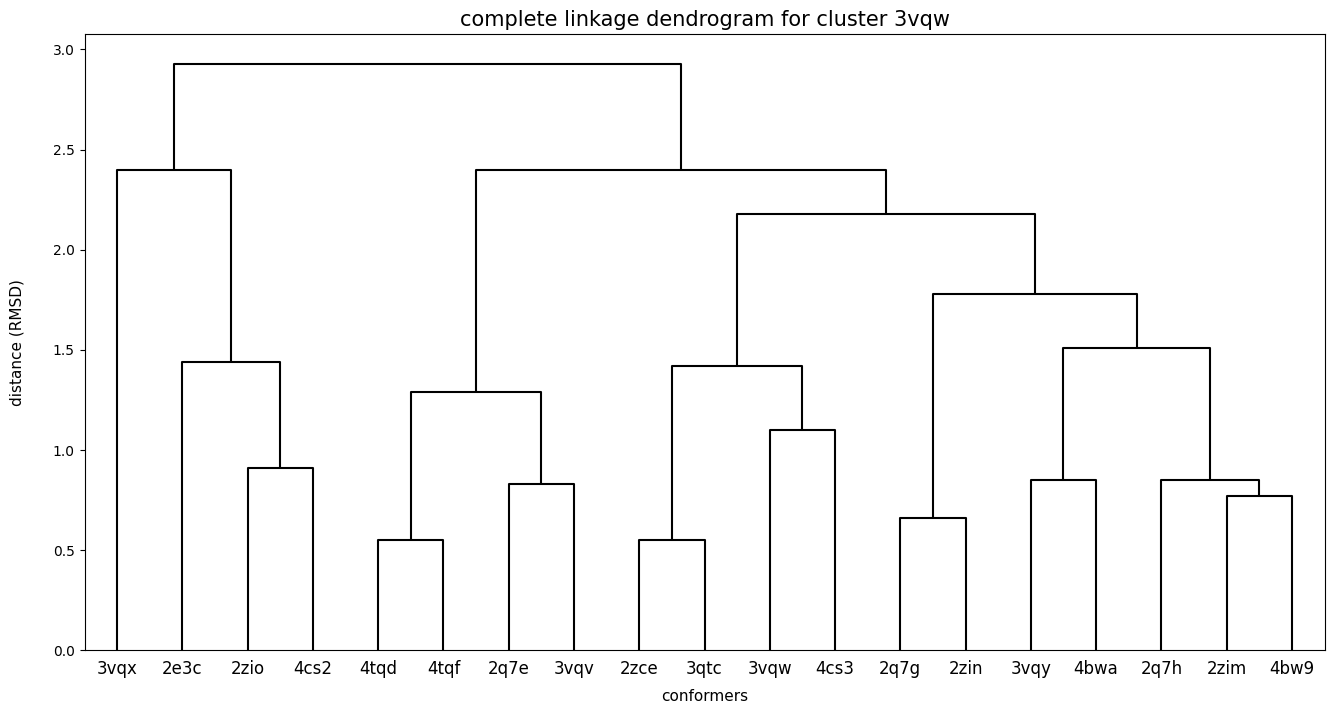 complete linkage dendrogram for cluster 3vqw
3.0
2.5
2.0
1.5
1.0
0.5
0.0
distance (RMSD)
3vqx 2e3c 2zio 4cs2 4tqd 4tqf 2q7e 3vqv 2zce 3qtc 3vqw 4cs3 2q7g 2zin 3vqy 4bwa 2q7h 2zim 4bw9
conformers